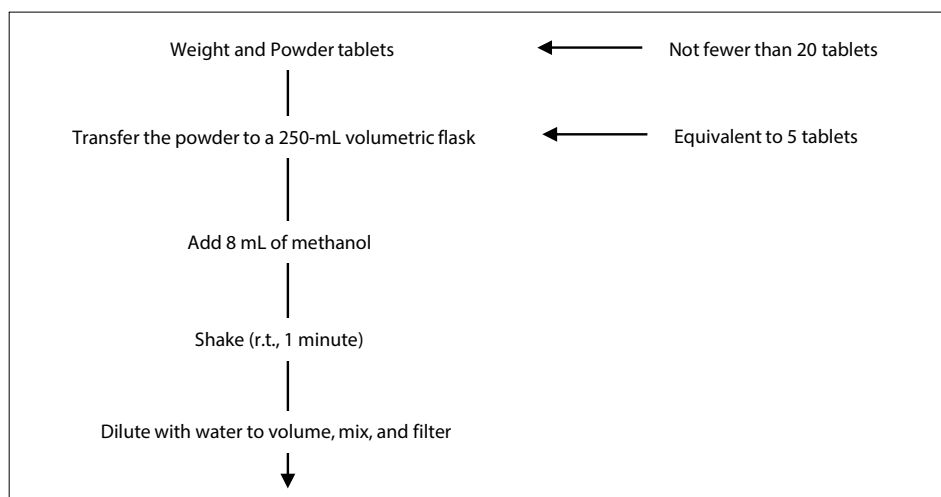 Weight and Powder tablets
Not fewer than 20 tablets
Transfer the powder to a 250-mL volumetric flask
Equivalent to 5 tablets
Add 8 mL of methanol
Shake (r.t., 1 minute)
Dilute with water to volume, mix, and filter